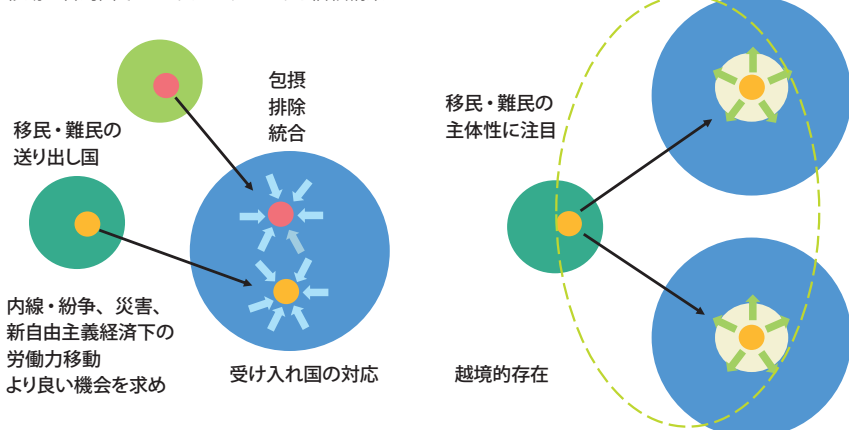 包摂
排除
統合
移民・難民の
送り出し国
内線・紛争、災害、
新自由主義経済下の
労働力移動
より良い機会を求め
受け入れ国の対応
移民・難民の
主体性に注目
越境的存在